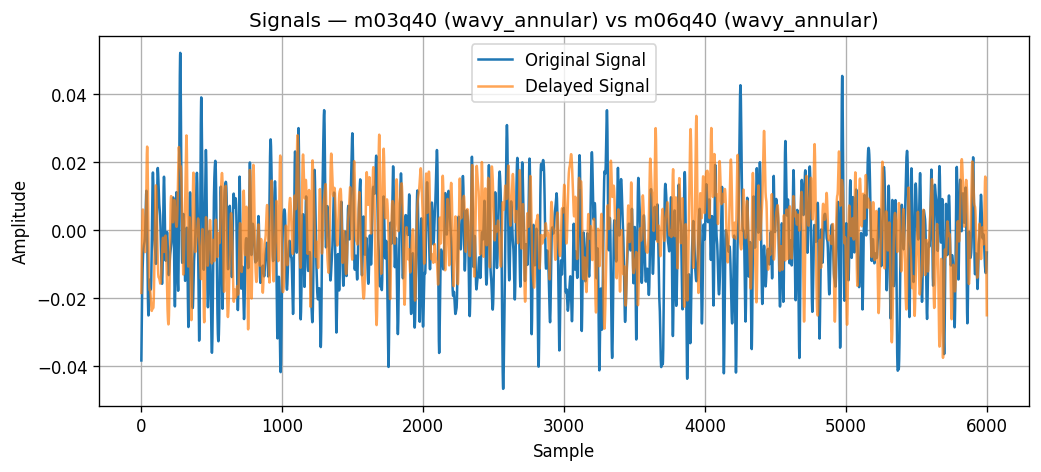 Signals — m03q40 (wavy_annular) vs m06q40 (wavy_annular)
Original Signal
Delayed Signal
Amplitude
0.04
0.02
0.00
−0.02
−0.04
0 1000 2000 3000 4000 5000 6000
Sample